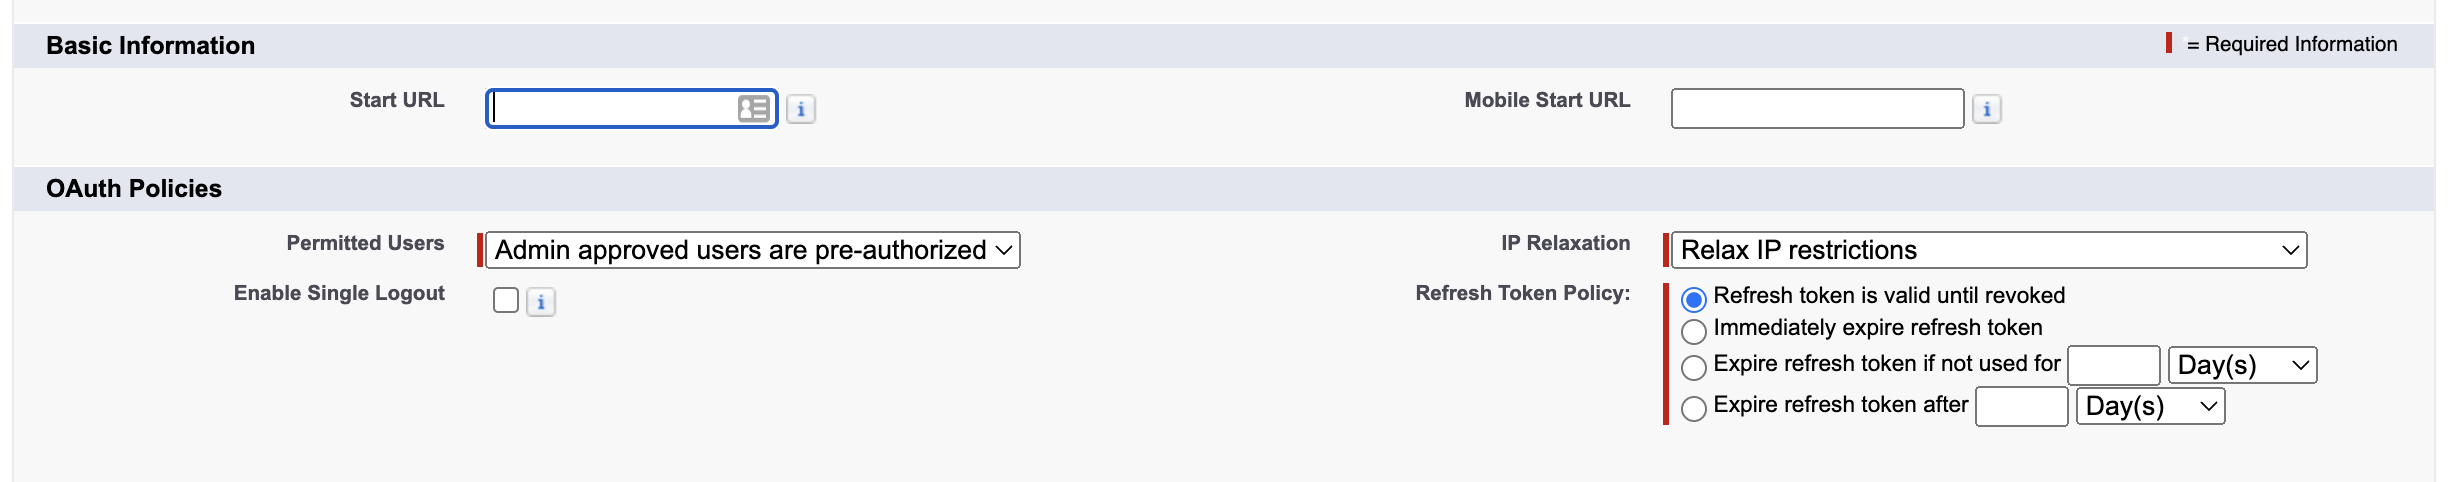 Basic Information
= Required Information
Start URL
Mobile Start URL
OAuth Policies
Permitted Users
Admin approved users are pre-authorized
IP Relaxation
Relax IP restrictions
Enable Single Logout
Refresh Token Policy:
Refresh token is valid until revoked
Immediately expire refresh token
Expire refresh token if not used for Day(s)
Expire refresh token after Day(s)